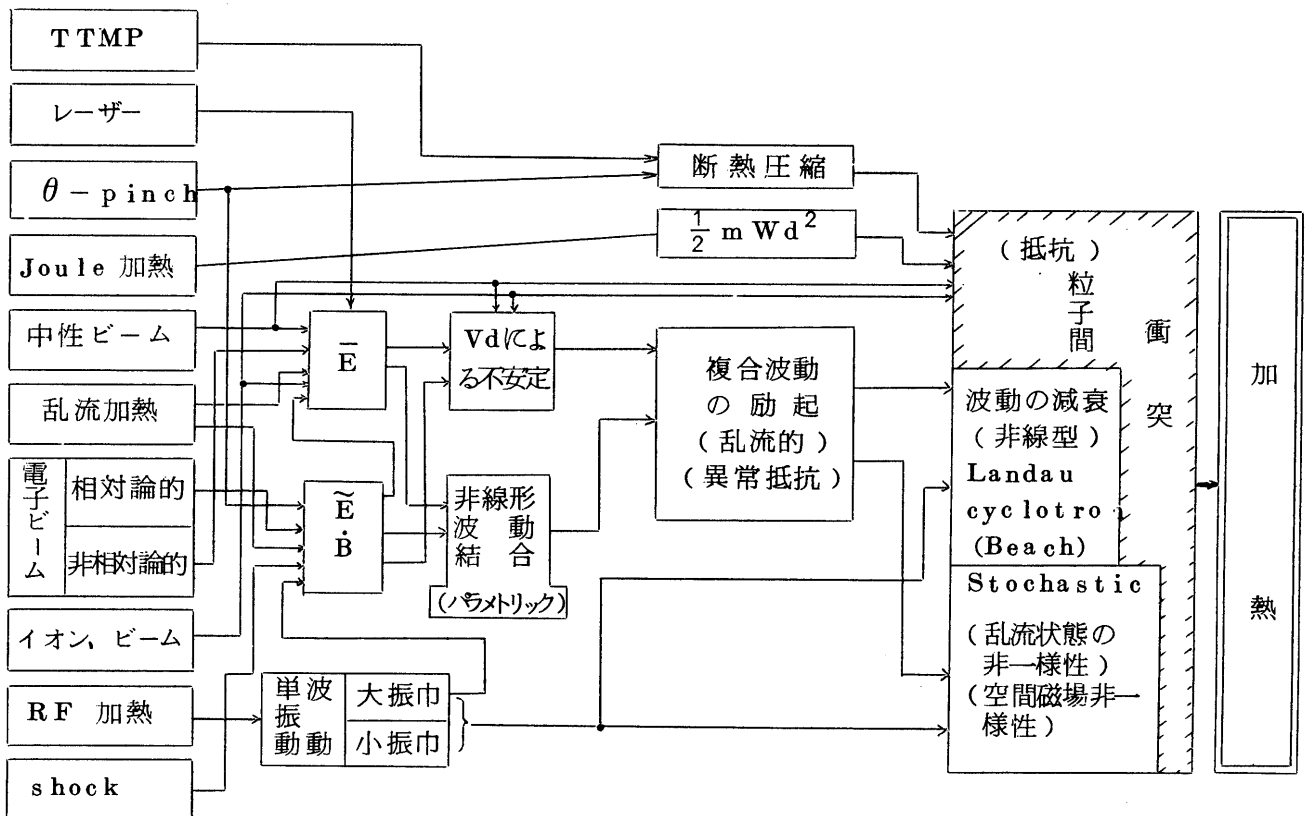 TTMP
レーザー
θ-pinch
Joule 加熱
中性ビーム
乱流加熱
電子ビーム
相対論的
非相対論的
イオン、ビーム
RF 加熱
shock
単波
振
動動
大振巾
小振巾
Ē
Ẽ
Ḃ
Vdによ
る不安定
非線形
波動
結合
(パラメトリック)
断熱圧縮
1/2 mWd²
複合波動
の励起
(乱流的)
(異常抵抗)
(抵抗)
粒子間
衝突
波動の減衰
(非線型)
Landau
cyclotro
(Beach)
Stochastic
(乱流状態の
非一様性)
(空間磁場非一
様性)
加熱